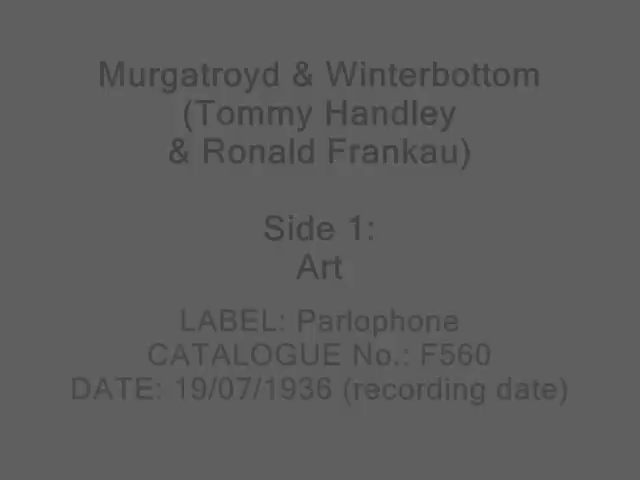 Murgatroyd & Winterbottom
(Tommy Handley
& Ronald Frankau)
Side 1:
Art
LABEL: Parlophone
CATALOGUE No.: F560
DATE: 19/07/1936 (recording date)